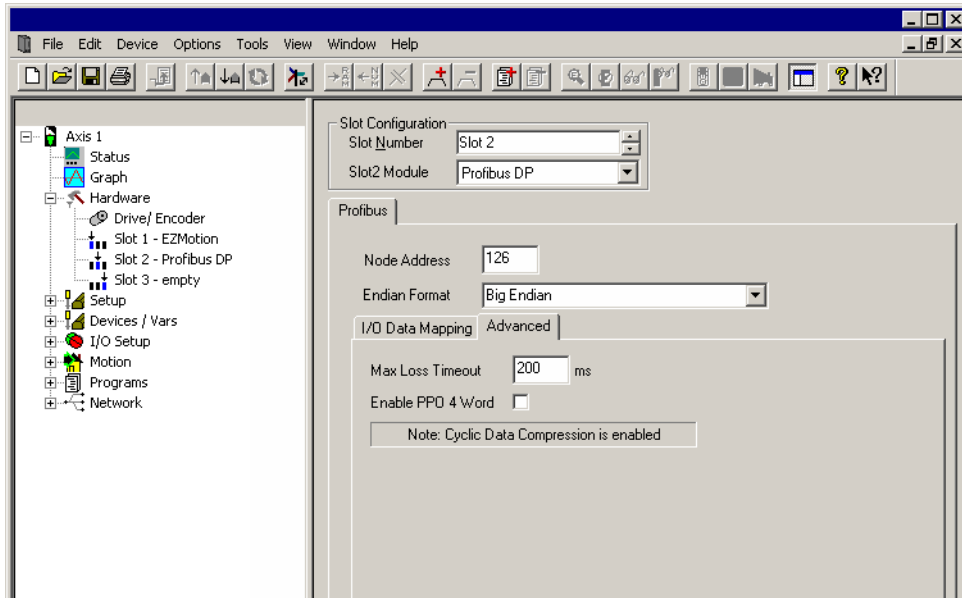 File Edit Device Options Tools View Window Help
Axis 1
Status
Graph
Hardware
Drive/ Encoder
Slot 1 - EZMotion
Slot 2 - Profibus DP
Slot 3 - empty
Setup
Devices / Vars
I/O Setup
Motion
Programs
Network
Slot Configuration
Slot Number Slot 2
Slot2 Module Profibus DP
Profibus
Node Address 126
Endian Format Big Endian
I/O Data Mapping Advanced
Max Loss Timeout 200 ms
Enable PPO 4 Word
Note: Cyclic Data Compression is enabled